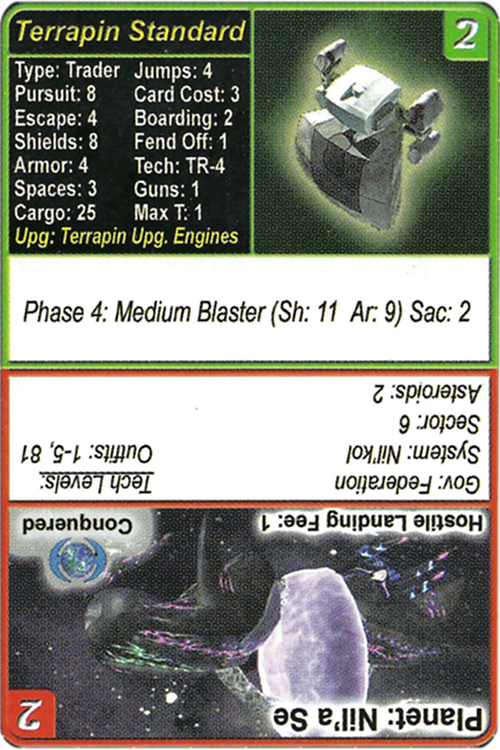 Terrapin Standard
2
Type: Trader Jumps: 4
Pursuit: 8 Card Cost: 3
Escape: 4 Boarding: 2
Shields: 8 Fend Off: 1
Armor: 4 Tech: TR-4
Spaces: 3 Guns: 1
Cargo: 25 Max T: 1
Upg: Terrapin Upg. Engines
Phase 4: Medium Blaster (Sh: 11 Ar: 9) Sac: 2
Planet: Nil'a Se
2
Hostile Landing Fee: 1
Conquered
Gov: Federation Tech Levels:
System: Nil'kol Outfits: 1-5, 81
Sector: 6
Asteroids: 2